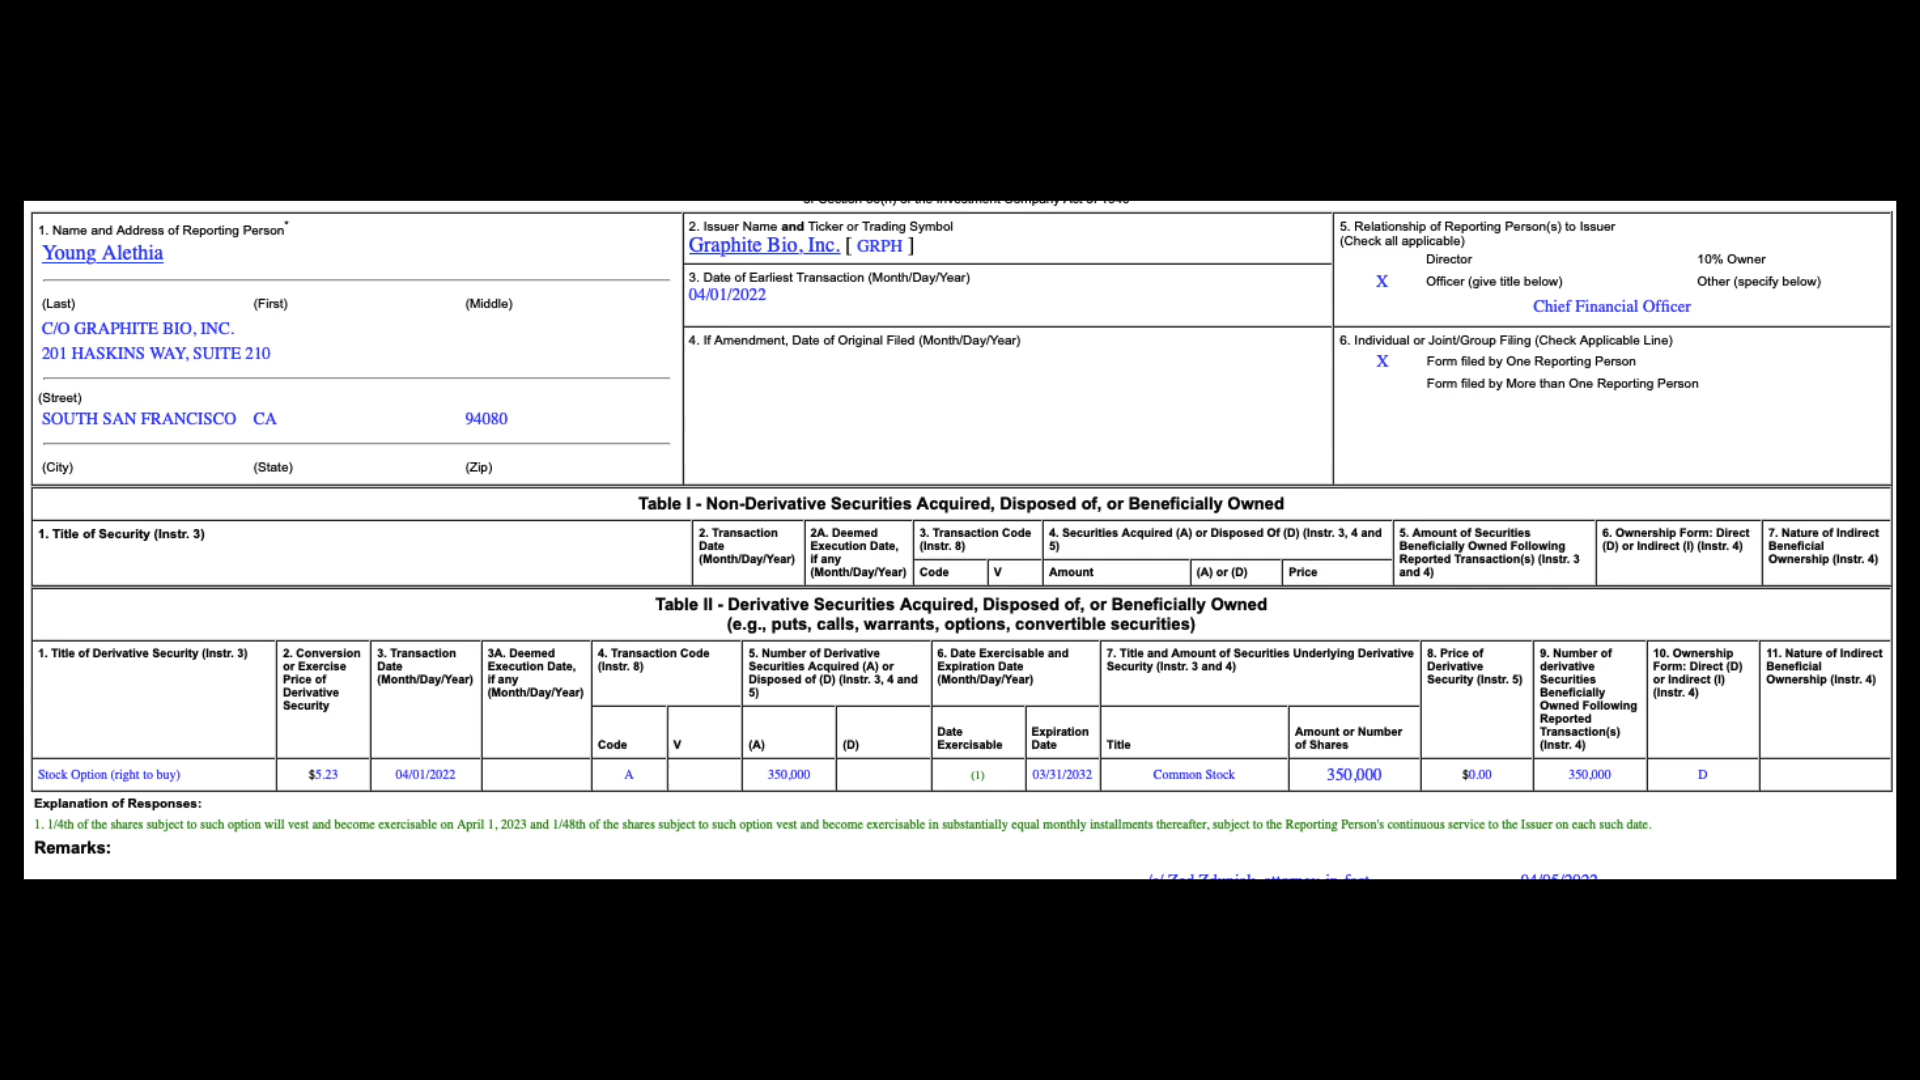 1. Name and Address of Reporting Person*
Young Alethia
(Last) (First) (Middle)
C/O GRAPHITE BIO, INC.
201 HASKINS WAY, SUITE 210
(Street)
SOUTH SAN FRANCISCO CA 94080
(City) (State) (Zip)
2. Issuer Name and Ticker or Trading Symbol
Graphite Bio, Inc. [ GRPH ]
3. Date of Earliest Transaction (Month/Day/Year)
04/01/2022
4. If Amendment, Date of Original Filed (Month/Day/Year)
5. Relationship of Reporting Person(s) to Issuer
(Check all applicable)
Director 10% Owner
X Officer (give title below) Other (specify below)
Chief Financial Officer
6. Individual or Joint/Group Filing (Check Applicable Line)
X Form filed by One Reporting Person
Form filed by More than One Reporting Person
Table I - Non-Derivative Securities Acquired, Disposed of, or Beneficially Owned
1. Title of Security (Instr. 3)
2. Transaction
Date
(Month/Day/Year)
2A. Deemed
Execution Date,
if any
(Month/Day/Year)
3. Transaction Code
(Instr. 8)
Code V
4. Securities Acquired (A) or Disposed Of (D) (Instr. 3, 4 and
5)
Amount (A) or (D) Price
5. Amount of Securities
Beneficially Owned Following
Reported Transaction(s) (Instr. 3
and 4)
6. Ownership Form: Direct
(D) or Indirect (I) (Instr. 4)
7. Nature of Indirect
Beneficial
Ownership (Instr. 4)
Table II - Derivative Securities Acquired, Disposed of, or Beneficially Owned
(e.g., puts, calls, warrants, options, convertible securities)
1. Title of Derivative Security (Instr. 3)
2. Conversion
or Exercise
Price of
Derivative
Security
3. Transaction
Date
(Month/Day/Year)
3A. Deemed
Execution Date,
if any
(Month/Day/Year)
4. Transaction Code
(Instr. 8)
Code V
5. Number of Derivative
Securities Acquired (A) or
Disposed of (D) (Instr. 3, 4 and
5)
(A) (D)
6. Date Exercisable and
Expiration Date
(Month/Day/Year)
Date
Exercisable
Expiration
Date
7. Title and Amount of Securities Underlying Derivative
Security (Instr. 3 and 4)
Title
Amount or Number
of Shares
8. Price of
Derivative
Security (Instr. 5)
9. Number of
derivative
Securities
Beneficially
Owned Following
Reported
Transaction(s)
(Instr. 4)
10. Ownership
Form: Direct (D)
or Indirect (I)
(Instr. 4)
11. Nature of Indirect
Beneficial
Ownership (Instr. 4)
Stock Option (right to buy) $5.23 04/01/2022 A 350,000 (1) 03/31/2032 Common Stock 350,000 $0.00 350,000 D
Explanation of Responses:
1. 1/4th of the shares subject to such option will vest and become exercisable on April 1, 2023 and 1/48th of the shares subject to such option vest and become exercisable in substantially equal monthly installments thereafter, subject to the Reporting Person's continuous service to the Issuer on each such date.
Remarks: